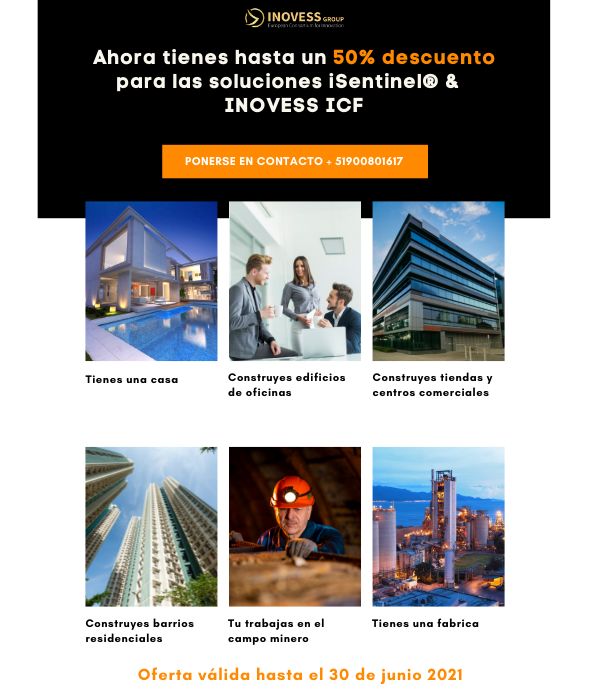 INOVESS GROUP
European Consortium for Innovation
Ahora tienes hasta un 50% descuento
para las soluciones iSentinel® &
INOVESS ICF
PONERSE EN CONTACTO + 51900801617
Tienes una casa
Construyes edificios
de oficinas
Construyes tiendas y
centros comerciales
Construyes barrios
residenciales
Tu trabajas en el
campo minero
Tienes una fabrica
Oferta válida hasta el 30 de junio 2021